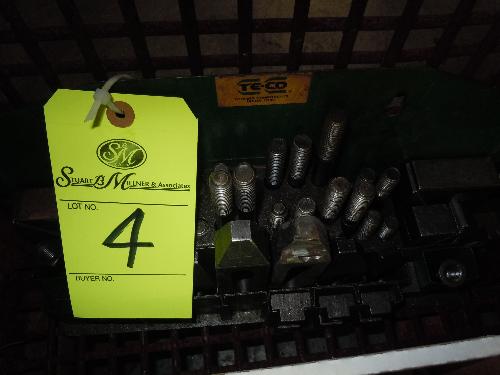 TE-CO
SM
STUART B MILLNER & Associates
LOT NO.
4
BUYER NO.